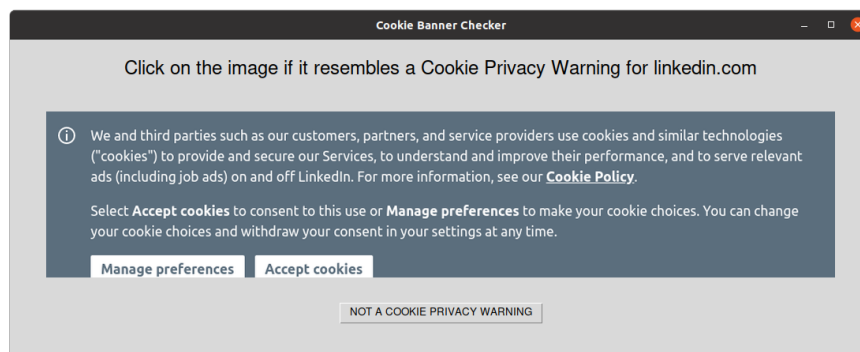 Cookie Banner Checker
Click on the image if it resembles a Cookie Privacy Warning for linkedin.com
We and third parties such as our customers, partners, and service providers use cookies and similar technologies
("cookies") to provide and secure our Services, to understand and improve their performance, and to serve relevant
ads (including job ads) on and off LinkedIn. For more information, see our Cookie Policy.
Select Accept cookies to consent to this use or Manage preferences to make your cookie choices. You can change
your cookie choices and withdraw your consent in your settings at any time.
Manage preferences Accept cookies
NOT A COOKIE PRIVACY WARNING